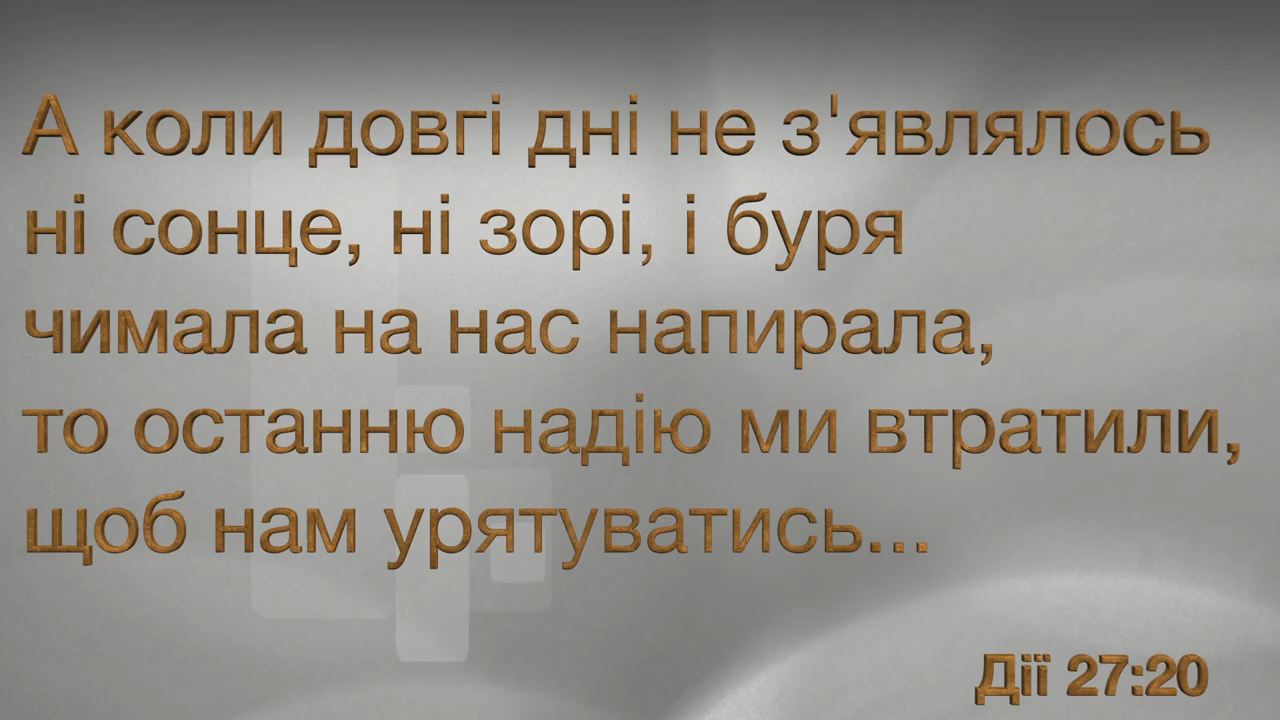 А коли довгі дні не з'являлось
ні сонце, ні зорі, і буря
чимала на нас напирала,
то останню надію ми втратили,
щоб нам урятуватись...
Дії 27:20